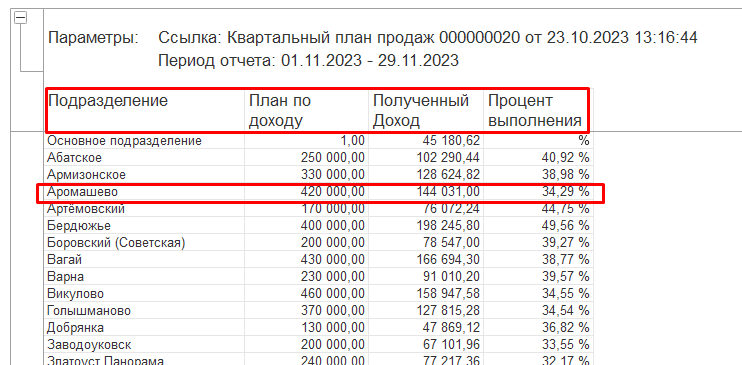 Параметры: Ссылка: Квартальный план продаж 000000020 от 23.10.2023 13:16:44
Период отчета: 01.11.2023 - 29.11.2023
Подразделение План по доходу Полученный Доход Процент выполнения
Основное подразделение 1,00 45 180,62 %
Абатское 250 000,00 102 290,44 40,92 %
Армизонское 330 000,00 128 624,82 38,98 %
Аромашево 420 000,00 144 031,00 34,29 %
Артёмовский 170 000,00 76 072,24 44,75 %
Бердюжье 400 000,00 198 245,80 49,56 %
Боровский (Советская) 200 000,00 78 547,00 39,27 %
Вагай 430 000,00 166 694,30 38,77 %
Варна 230 000,00 91 010,20 39,57 %
Викулово 460 000,00 158 947,58 34,55 %
Голышманово 370 000,00 127 815,28 34,54 %
Добрянка 130 000,00 47 869,12 36,82 %
Заводоуковск 200 000,00 67 101,96 33,55 %
Златоуст Панорама 240 000,00 77 217,36 32,17 %